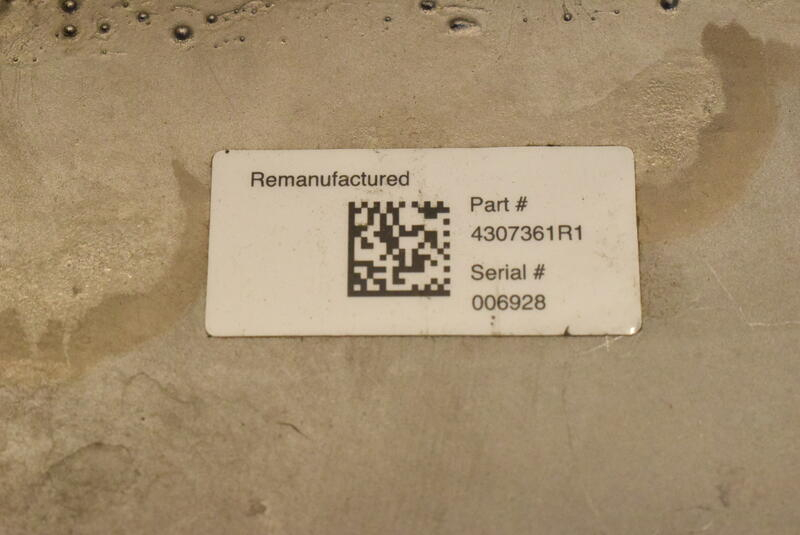 Remanufactured
Part #
4307361R1
Serial #
006928